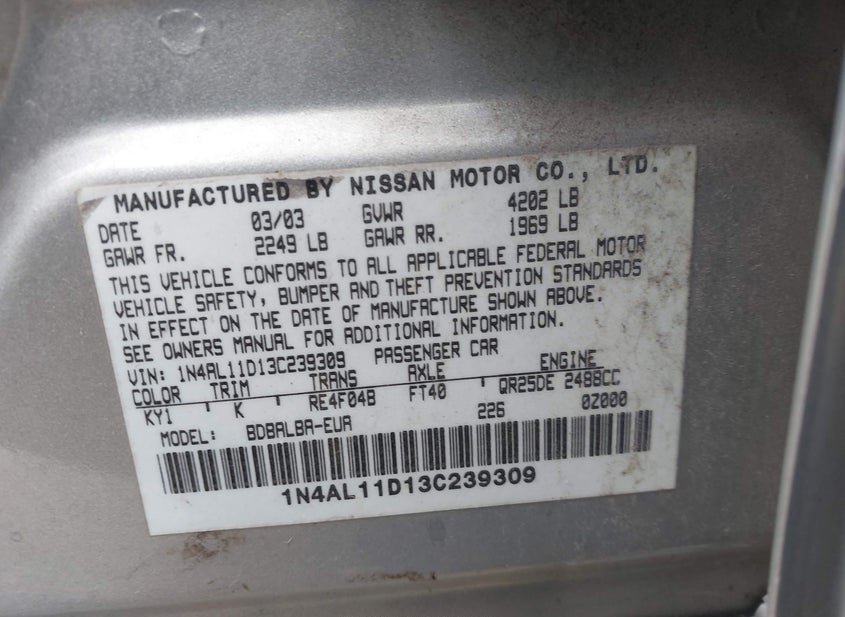 MANUFACTURED BY NISSAN MOTOR CO., LTD.
DATE 03/03 GVWR 4202 LB
GAWR FR. 2249 LB GAWR RR. 1969 LB
THIS VEHICLE CONFORMS TO ALL APPLICABLE FEDERAL MOTOR
VEHICLE SAFETY, BUMPER AND THEFT PREVENTION STANDARDS
IN EFFECT ON THE DATE OF MANUFACTURE SHOWN ABOVE.
SEE OWNERS MANUAL FOR ADDITIONAL INFORMATION.
VIN: 1N4AL11D13C239309 PASSENGER CAR
COLOR TRIM TRANS AXLE ENGINE
KY1 K RE4F04B FT40 QR25DE 2488CC
MODEL: BDBALBA-EUA 226 0Z000
1N4AL11D13C239309